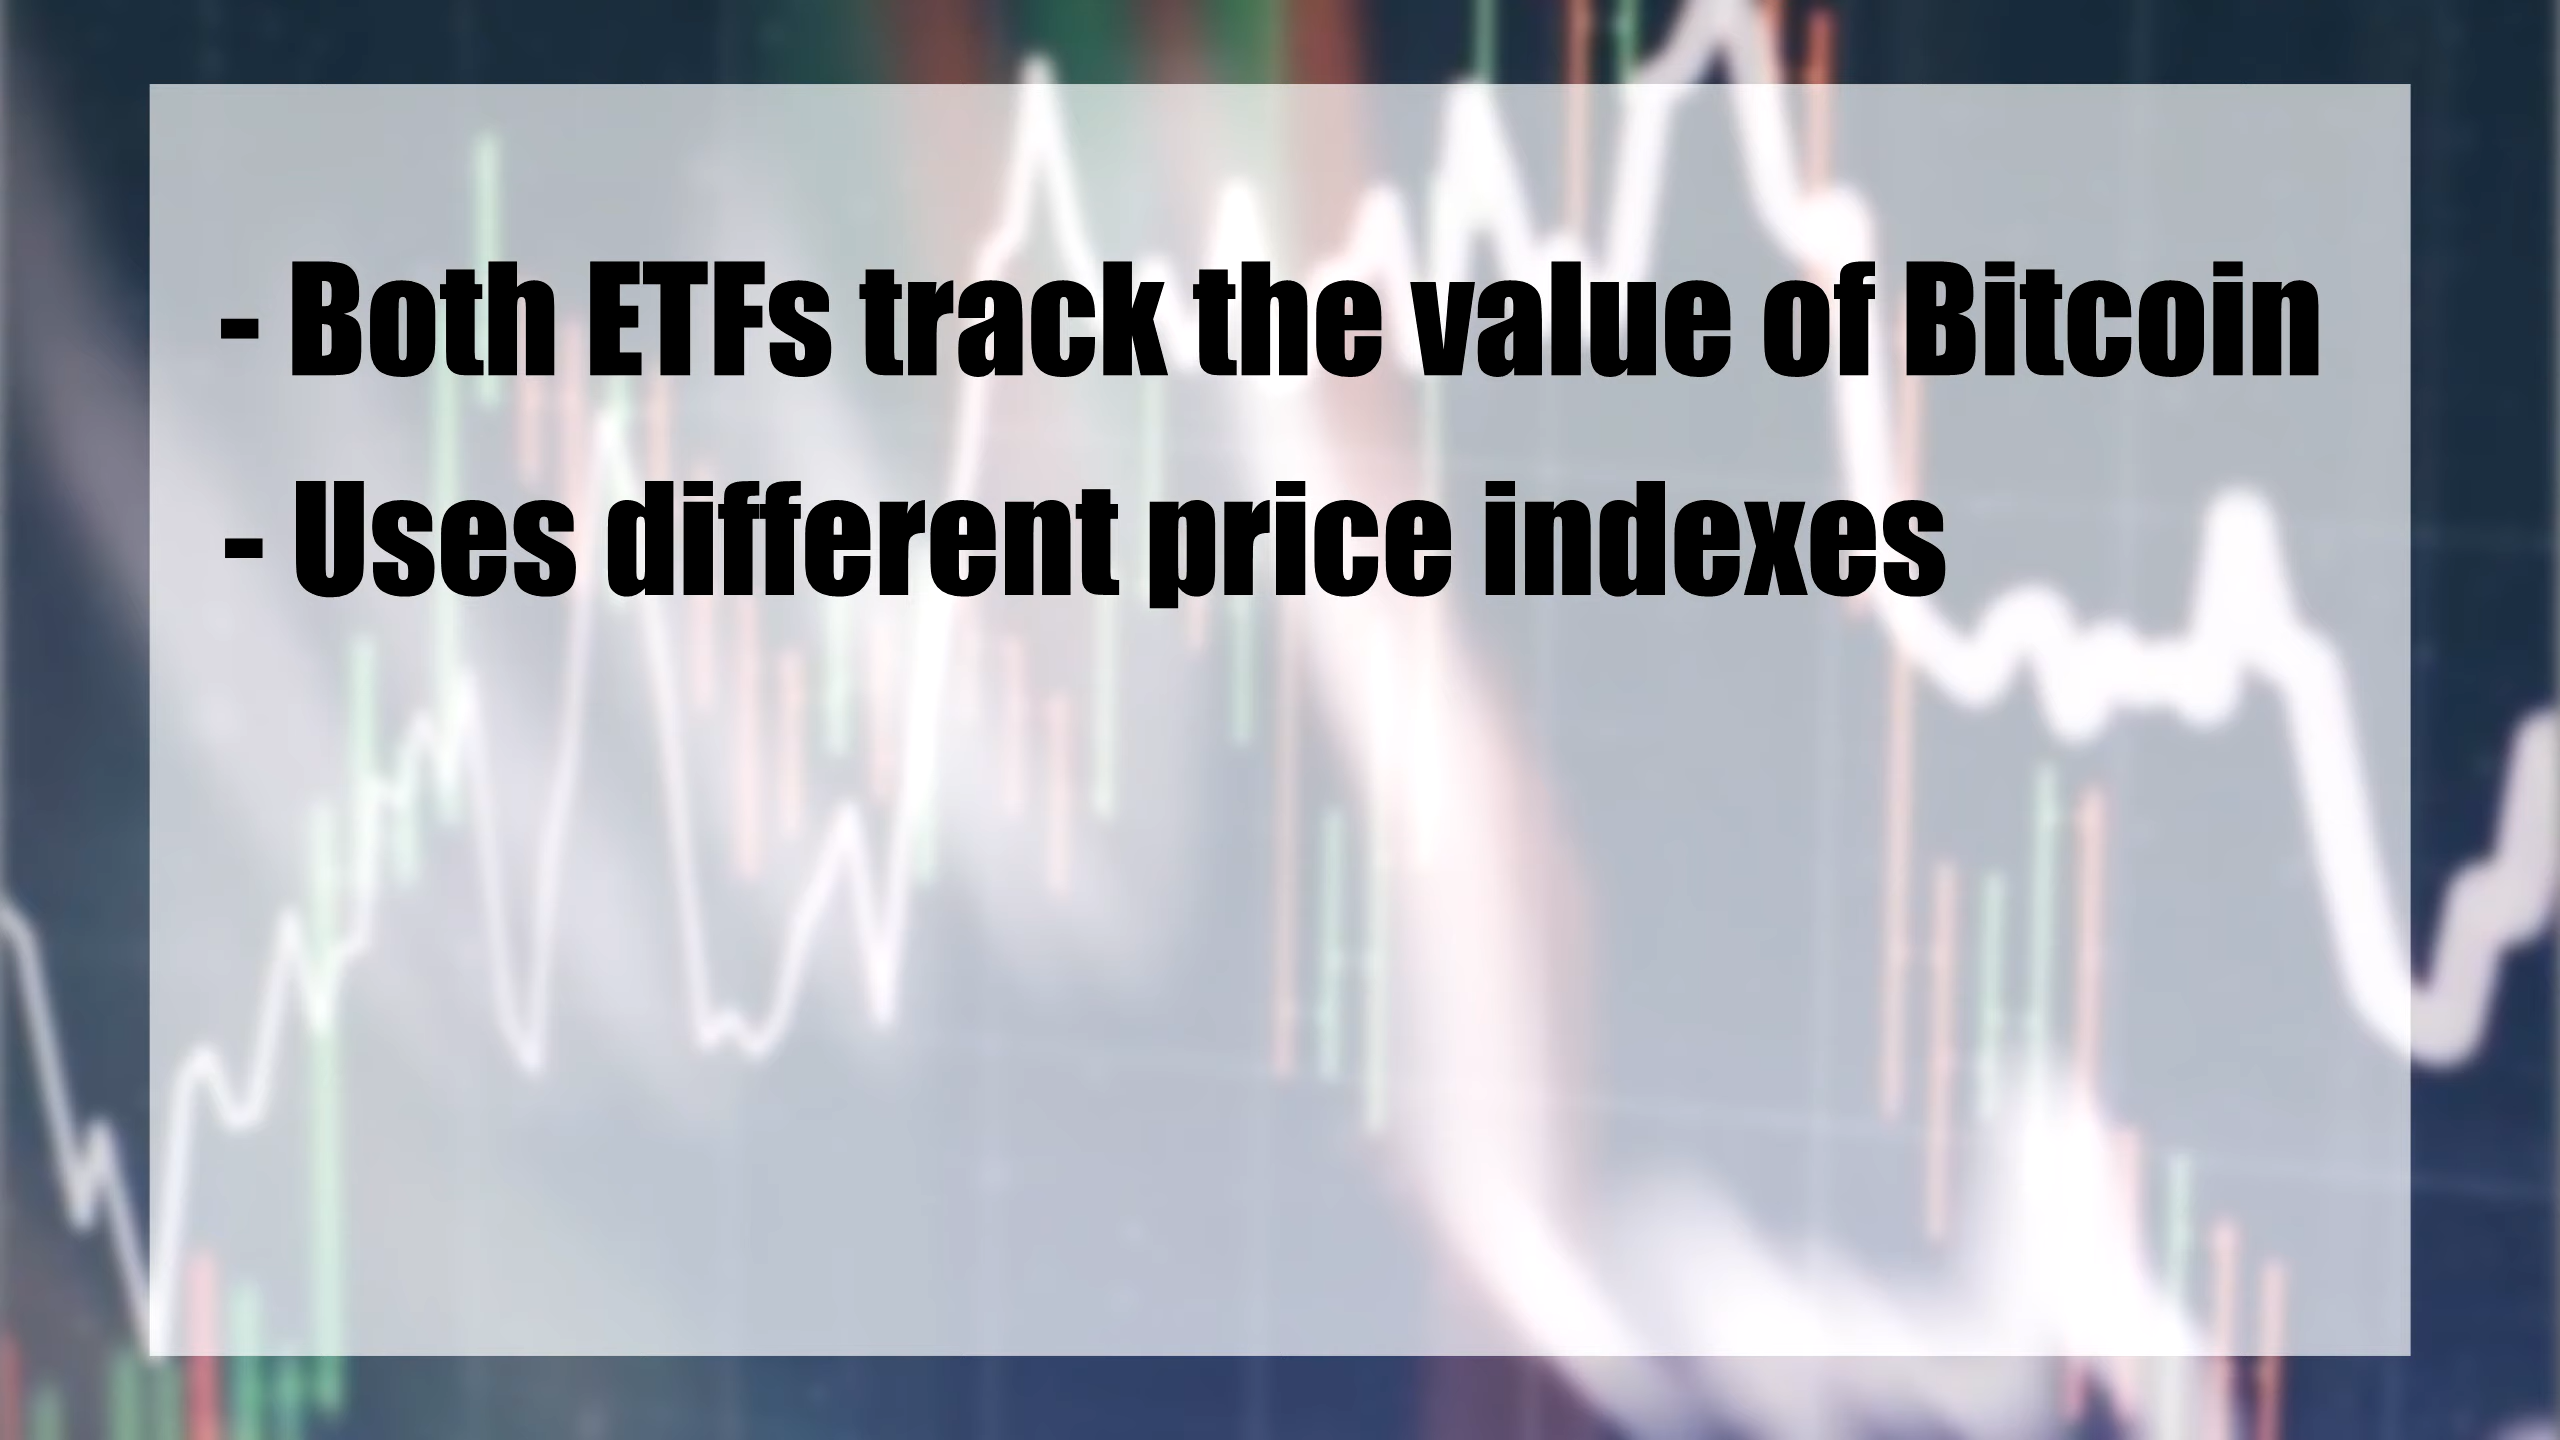 - Both ETFs track the value of Bitcoin
- Uses different price indexes